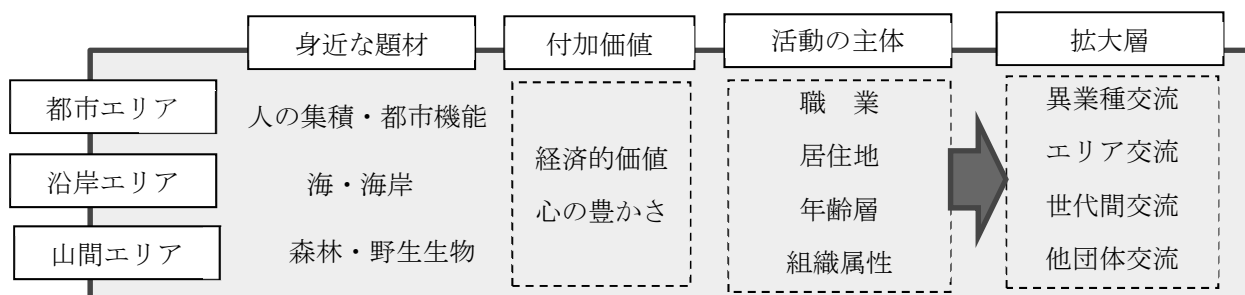 身近な題材
付加価値
活動の主体
拡大層
都市エリア
人の集積・都市機能
沿岸エリア
海・海岸
山間エリア
森林・野生生物
経済的価値
心の豊かさ
職　業
居住地
年齢層
組織属性
異業種交流
エリア交流
世代間交流
他団体交流